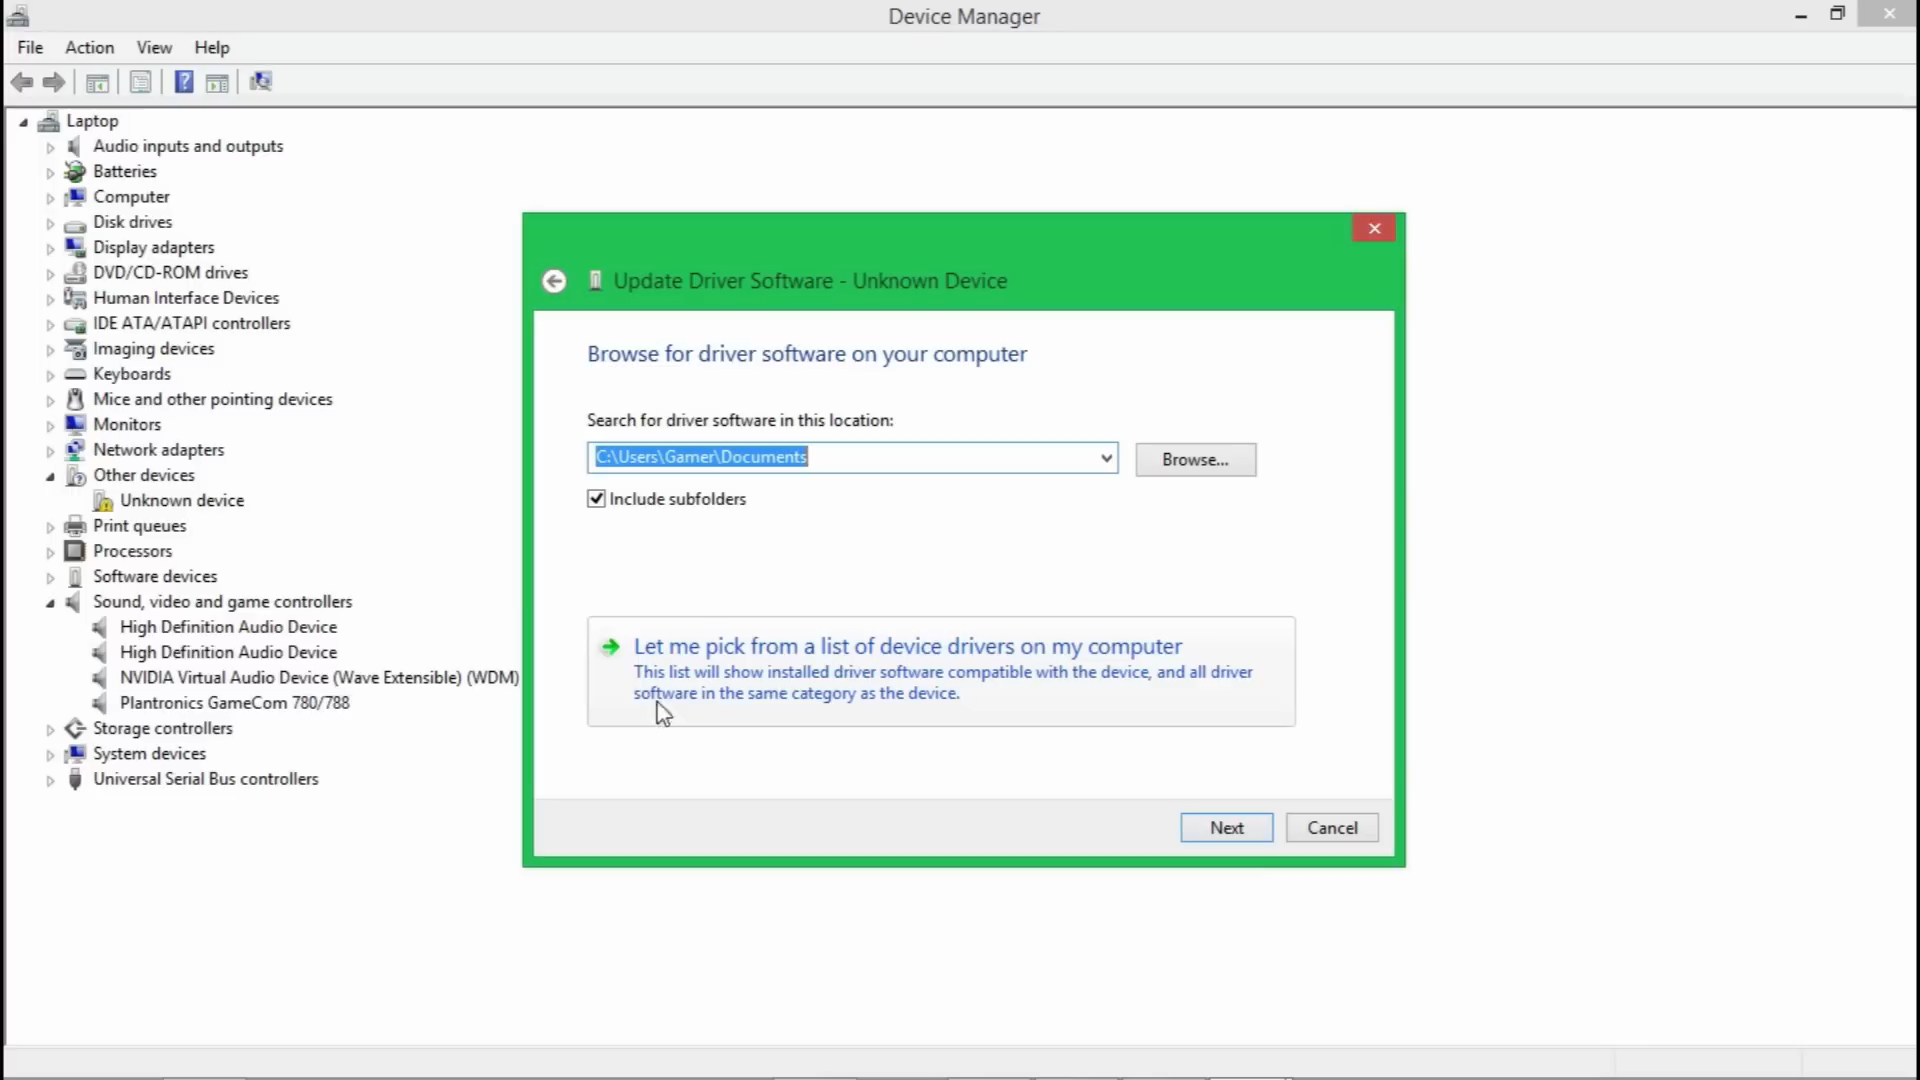 Device Manager
File Action View Help
Laptop
Audio inputs and outputs
Batteries
Computer
Disk drives
Display adapters
DVD/CD-ROM drives
Human Interface Devices
IDE ATA/ATAPI controllers
Imaging devices
Keyboards
Mice and other pointing devices
Monitors
Network adapters
Other devices
Unknown device
Print queues
Processors
Software devices
Sound, video and game controllers
High Definition Audio Device
High Definition Audio Device
NVIDIA Virtual Audio Device (Wave Extensible) (WDM)
Plantronics GameCom 780/788
Storage controllers
System devices
Universal Serial Bus controllers
Update Driver Software - Unknown Device
Browse for driver software on your computer
Search for driver software in this location:
C:\Users\Gamer\Documents
Browse...
Include subfolders
Let me pick from a list of device drivers on my computer
This list will show installed driver software compatible with the device, and all driver
software in the same category as the device.
Next Cancel